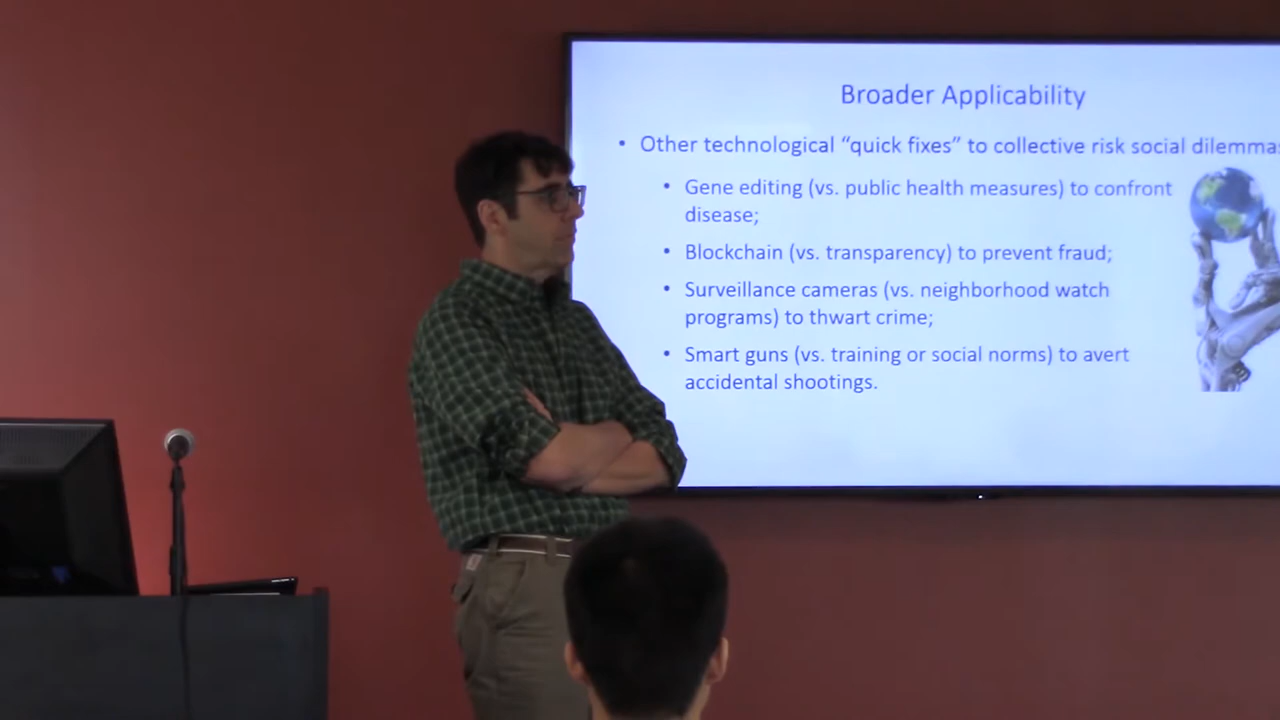 Broader Applicability
• Other technological “quick fixes” to collective risk social dilemmas
• Gene editing (vs. public health measures) to confront
disease;
• Blockchain (vs. transparency) to prevent fraud;
• Surveillance cameras (vs. neighborhood watch
programs) to thwart crime;
• Smart guns (vs. training or social norms) to avert
accidental shootings.